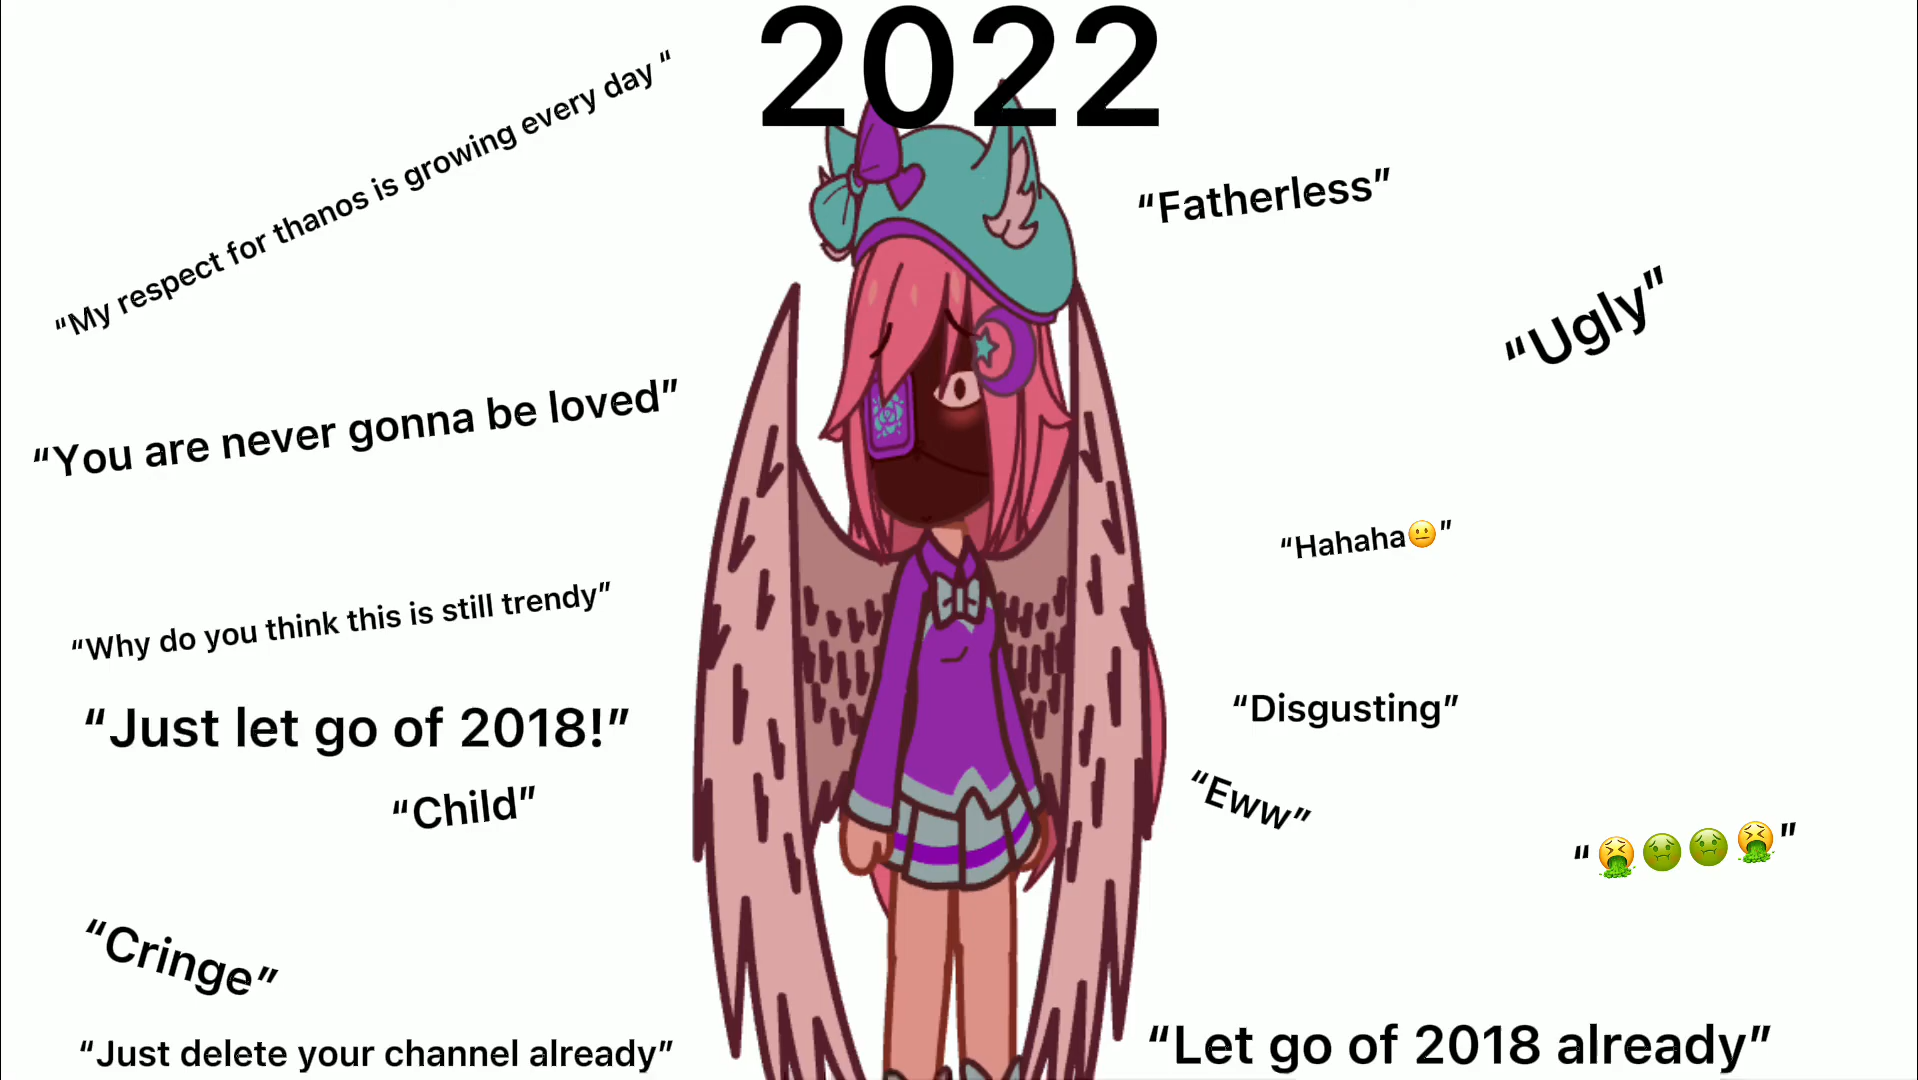 2022
“My respect for thanos is growing every day “
“Fatherless”
“Ugly”
“You are never gonna be loved”
“Hahaha😐”
“Why do you think this is still trendy”
“Just let go of 2018!”
“Disgusting”
“Child”
“Eww”
“🤮🤢🤢🤮”
“Cringe”
“Just delete your channel already”
“Let go of 2018 already”